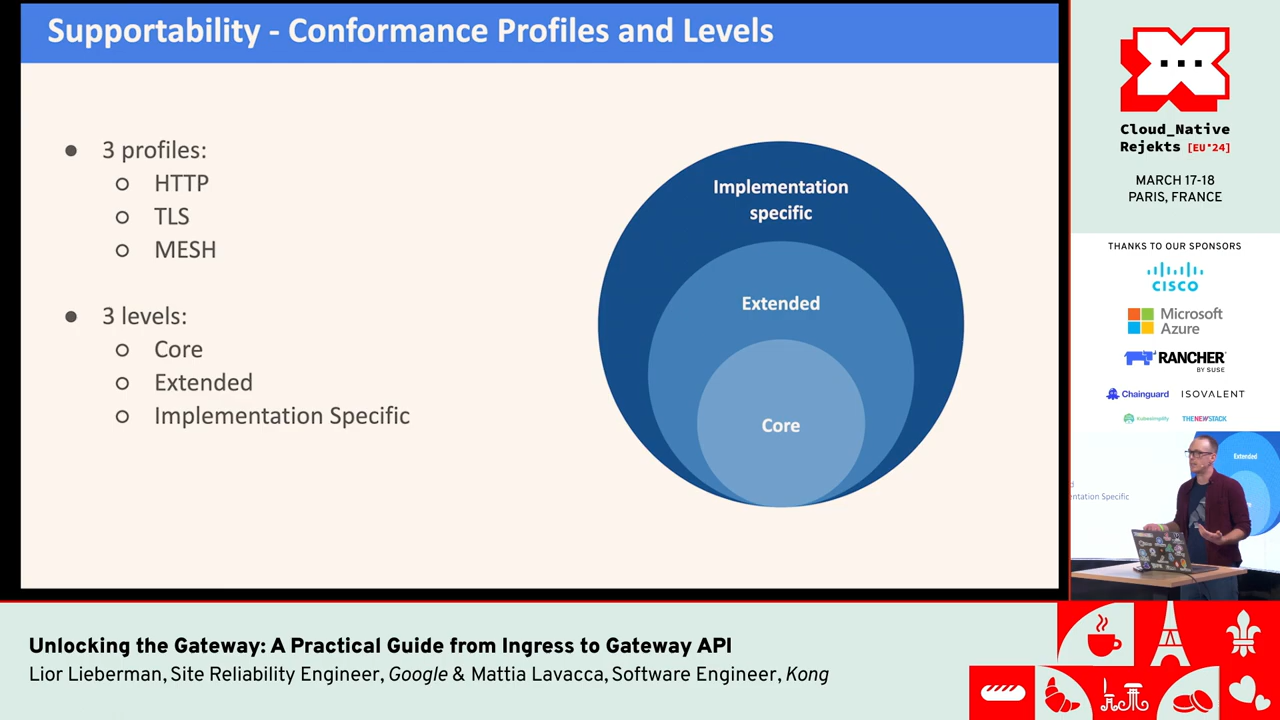 Supportability - Conformance Profiles and Levels
3 profiles:
HTTP
TLS
MESH
3 levels:
Core
Extended
Implementation Specific
Implementation
specific
Extended
Core
Cloud_Native
Rejekts [EU'24]
MARCH 17-18
PARIS, FRANCE
THANKS TO OUR SPONSORS
CISCO
Microsoft
Azure
RANCHER
BY SUSE
Chainguard
ISOVALENT
kubesimplify
THENEWSTACK
Extended
Specific
Unlocking the Gateway: A Practical Guide from Ingress to Gateway API
Lior Lieberman, Site Reliability Engineer, Google & Mattia Lavacca, Software Engineer, Kong